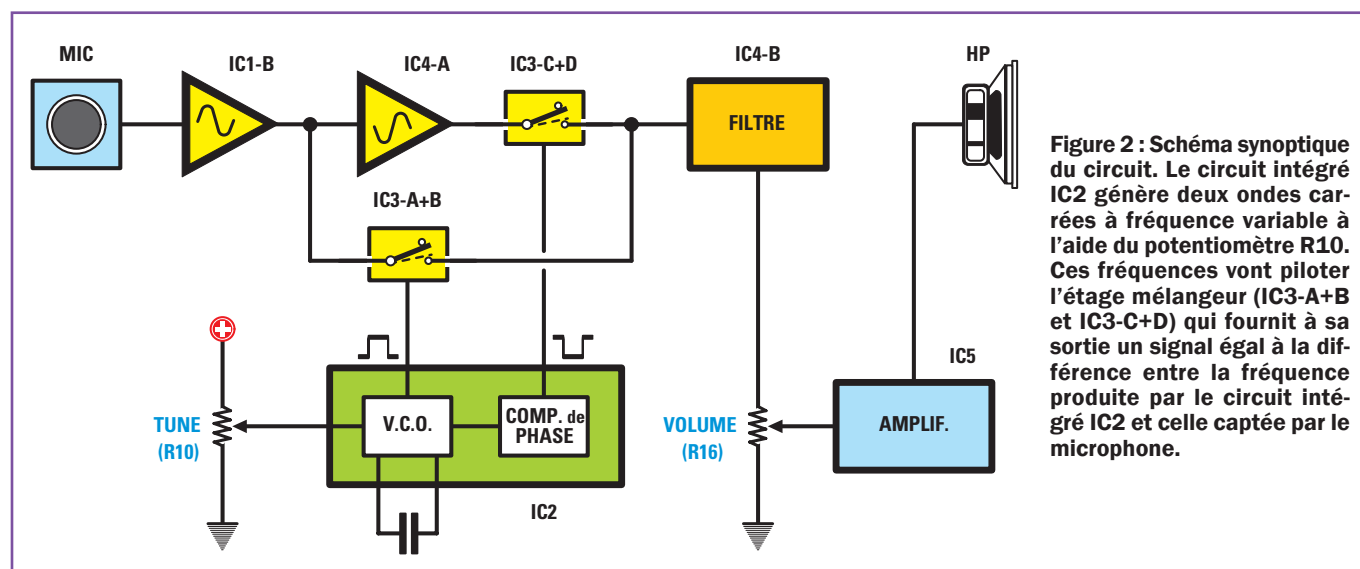 MIC
IC1-B
IC4-A
IC3-C+D
IC4-B
HP
FILTRE
IC3-A+B
TUNE
(R10)
V.C.O.
COMP. de
PHASE
IC2
VOLUME
(R16)
IC5
AMPLIF.
Figure 2 : Schéma synoptique
du circuit. Le circuit intégré
IC2 génère deux ondes car-
rées à fréquence variable à
l'aide du potentiomètre R10.
Ces fréquences vont piloter
l'étage mélangeur (IC3-A+B
et IC3-C+D) qui fournit à sa
sortie un signal égal à la dif-
férence entre la fréquence
produite par le circuit inté-
gré IC2 et celle captée par le
microphone.